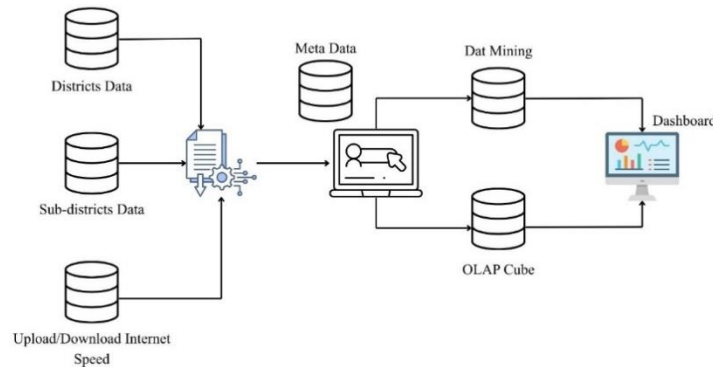 Meta Data
Dat Mining
Districts Data
Dashboard
Sub-districts Data
OLAP Cube
Upload/Download Internet
Speed